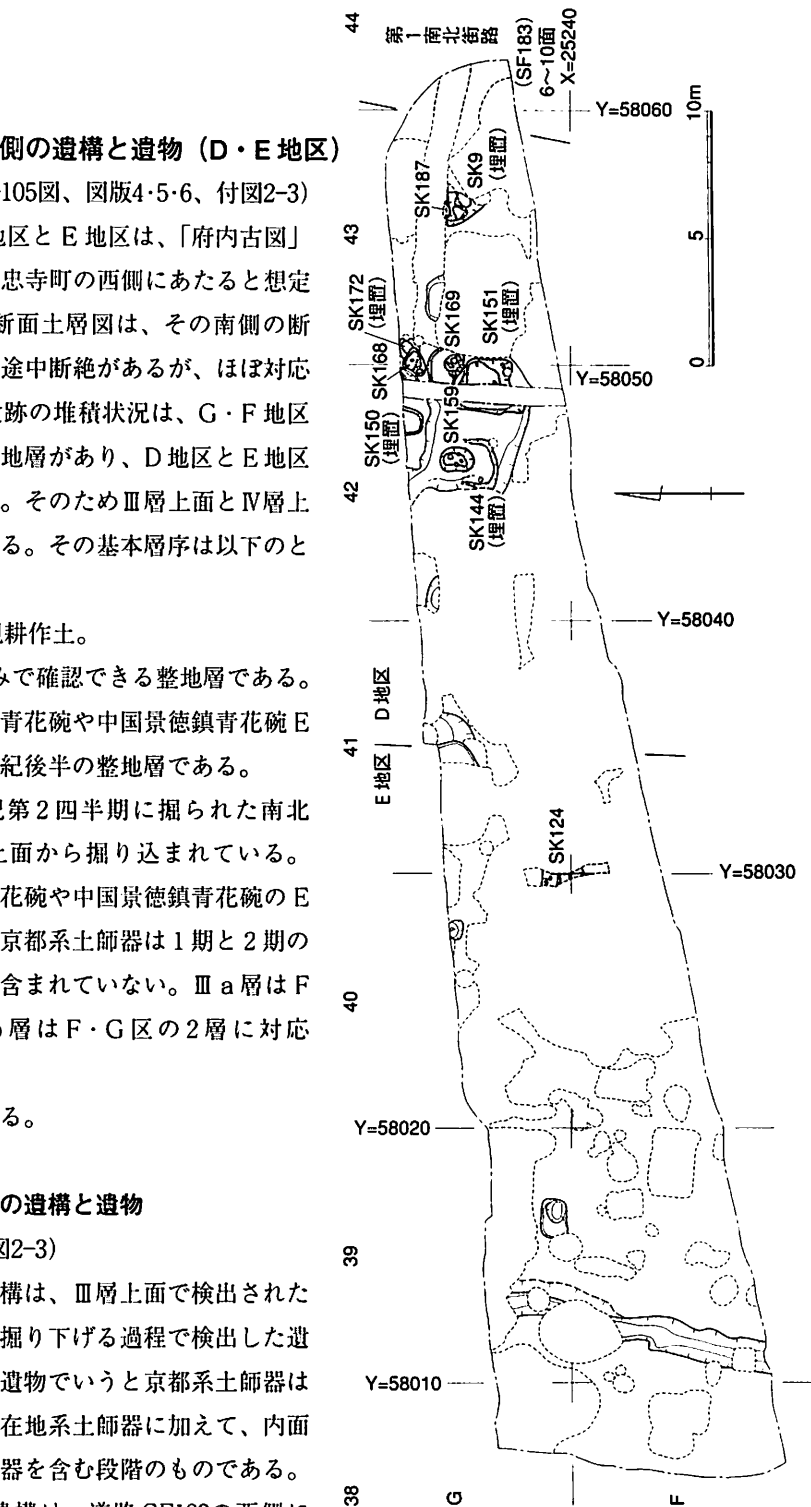 側の遺構と遺物（D・E地区）
105図、図版4・5・6、付図2−3）
地区とE地区は、「府内古図」
忠寺町の西側にあたると想定
断面土層図は、その南側の断
途中断絶があるが、ほぼ対応
跡の堆積状況は、G・F地区
地層があり、D地区とE地区
。そのためⅢ層上面とⅣ層上
る。その基本層序は以下のと
耕作土。
みで確認できる整地層である。
青花碗や中国景徳鎮青花碗E
紀後半の整地層である。
第2四半期に掘られた南北
上面から掘り込まれている。
花碗や中国景徳鎮青花碗のE
京都系土師器は1期と2期の
含まれていない。Ⅲa層はF
層はF・G区の2層に対応
る。
の遺構と遺物
図2−3）
構は、Ⅲ層上面で検出された
掘り下げる過程で検出した遺
遺物でいうと京都系土師器は
在地系土師器に加えて、内面
器を含む段階のものである。
44
第1南北街路
(SF183)
6〜10面
X=25240
Y=58060
10m
5
0
SK187
SK9
(埋置)
43
SK172
(埋置)
SK168
SK169
SK151
(埋置)
Y=58050
SK150
(埋置)
SK159
SK144
(埋置)
42
Y=58040
D地区
41
E地区
SK124
Y=58030
40
Y=58020
39
Y=58010
38
G
F